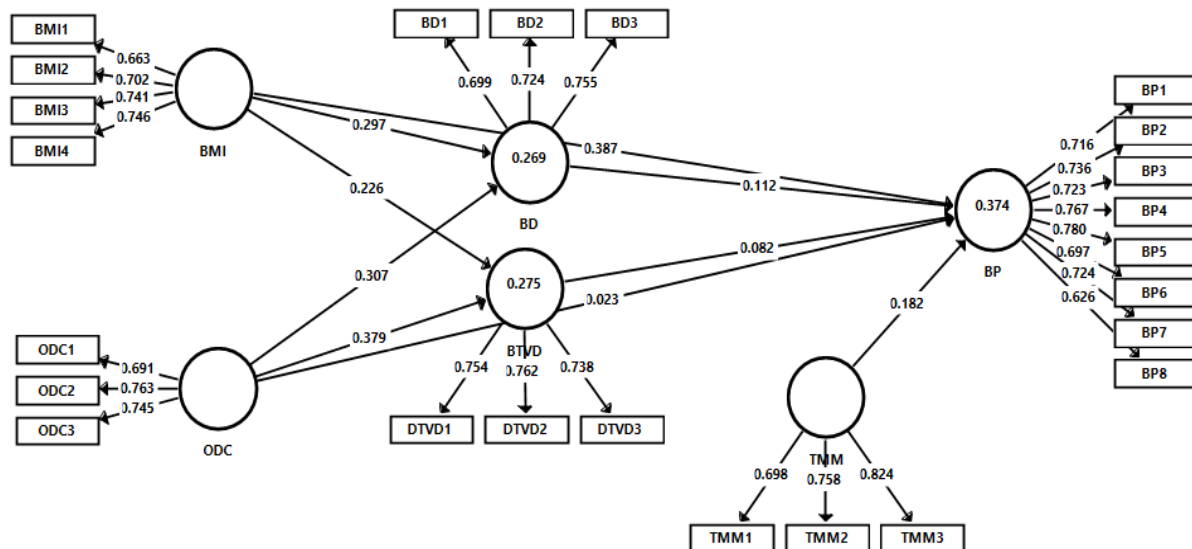 BMI1
BMI2
BMI3
BMI4
0.663
0.702
0.741
0.746
BMI
BD1
BD2
BD3
0.699
0.724
0.755
0.297
0.269
BD
0.387
0.112
0.226
0.307
0.275
BTVD
0.082
0.023
0.379
0.754
0.762
0.738
DTVD1
DTVD2
DTVD3
ODC1
ODC2
ODC3
0.691
0.763
0.745
ODC
0.374
BP
0.182
TMM
0.698
0.758
0.824
TMM1
TMM2
TMM3
0.716
0.736
0.723
0.767
0.780
0.697
0.724
0.626
BP1
BP2
BP3
BP4
BP5
BP6
BP7
BP8